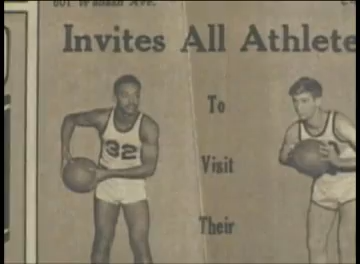 Invites All Athlete
To
32
Visit
Their